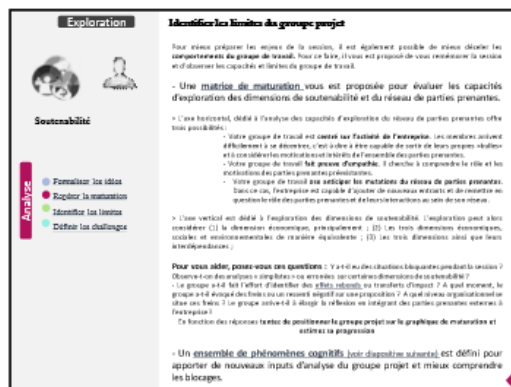 Exploration
Identifier les limites du groupe projet
Pour mieux préparer les enjeux de la session, il est également possible de mieux déceler les
comportements du groupe de travail. Pour ce faire, il vous est proposé de vous remémorer la session
et d'observer les capacités et limites du groupe de travail.
- Une matrice de maturation vous est proposée pour évaluer les capacités
d'exploration des dimensions de soutenabilité et du réseau de parties prenantes.
Soutenabilité
> L'axe horizontal, dédié à l'analyse des capacités d'exploration du réseau de parties prenantes offre
trois possibilités :
- Votre groupe de travail est centré sur l'activité de l'entreprise. Les membres arrivent
difficilement à se décentrer, c'est-à-dire à être capable de sortir de leurs propres «bulles»
et à considérer les motivations et intérêts de l'ensemble des parties prenantes.
- Votre groupe de travail fait preuve d'empathie. Il cherche à comprendre le rôle et les
motivations des parties prenantes préexistantes.
- Votre groupe de travail ose anticiper les mutations du réseau de parties prenantes.
Dans ce cas, l'entreprise est capable d'ajouter de nouveaux entrants et de remettre en
question le rôle des parties prenantes et de leurs interactions au sein de son réseau.
Analyse
Formaliser les idées
Repérer la maturation
Identifier les limites
Définir les challenges
> L'axe vertical est dédié à l'exploration des dimensions de soutenabilité. L'exploration peut alors
considérer (1) la dimension économique, principalement ; (2) Les trois dimensions économiques,
sociales et environnementales de manière équivalente ; (3) Les trois dimensions ainsi que leurs
interdépendances ;
Pour vous aider, posez-vous ces questions : Y a-t-il eu des situations bloquantes pendant la session ?
Observe-t-on des analyses « simplistes » ou erronées sur certaines dimensions de soutenabilité ?
- Le groupe a-t-il fait l'effort d'identifier des effets rebonds ou transferts d'impact ? A quel moment, le
groupe a-t-il évoqué des freins ou un ressenti négatif sur une proposition ? A quel niveau organisationnel se
situe ces freins ? Le groupe arrive-t-il à élargir la réflexion en intégrant des parties prenantes externes à
l'entreprise ?
En fonction des réponses tentez de positionner le groupe projet sur le graphique de maturation et
estimez sa progression
- Un ensemble de phénomènes cognitifs (voir diapositive suivante) est défini pour
apporter de nouveaux inputs d'analyse du groupe projet et mieux comprendre
les blocages.